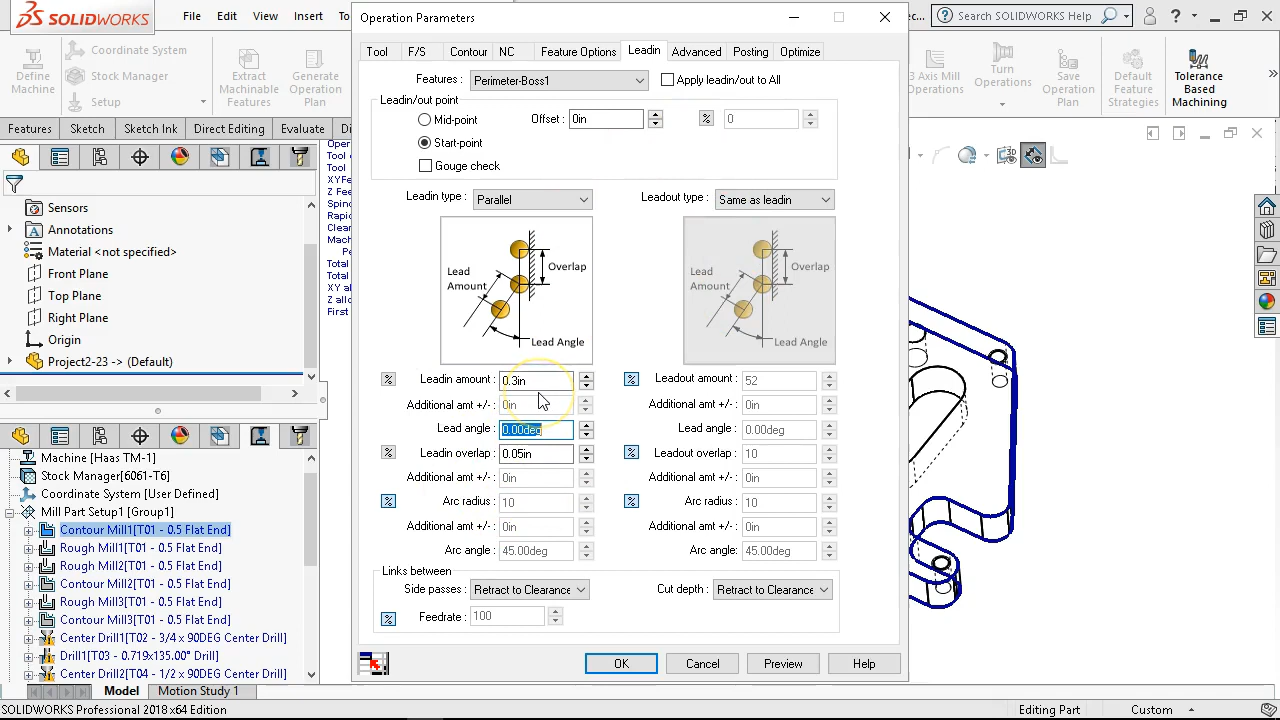 SOLIDWORKS
File Edit View Insert T
Operation Parameters
ec...
Search SOLIDWORKS Help
Define Machine
Coordinate System
Stock Manager
Setup
Extract Machinable Features
Generate Operation Plan
3 Axis Mill Operations
Turn Operations
Save Operation Plan
Default Feature Strategies
Tolerance Based Machining
Features Sketch Sketch Ink Direct Editing Evaluate Di
Tool F/S Contour NC Feature Options Leadin Advanced Posting Optimize
Features : Perimeter-Boss1
Apply leadin/out to All
Leadin/out point
Mid-point
Offset : 0in
% 0
Start-point
Gouge check
Leadin type : Parallel
Leadout type : Same as leadin
Lead Amount
Overlap
Lead Angle
Lead Amount
Overlap
Lead Angle
% Leadin amount : 0.3in
% Leadout amount : 52
Additional amt +/- : 0in
Additional amt +/- : 0in
Lead angle : 0.00deg
Lead angle : 0.00deg
% Leadin overlap : 0.05in
% Leadout overlap : 10
Additional amt +/- : 0in
Additional amt +/- : 0in
% Arc radius : 10
% Arc radius : 10
Additional amt +/- : 0in
Additional amt +/- : 0in
Arc angle : 45.00deg
Arc angle : 45.00deg
Links between
Side passes : Retract to Clearance
Cut depth : Retract to Clearance
% Feedrate : 100
OK Cancel Help
Sensors
Annotations
Material <not specified>
Front Plane
Top Plane
Right Plane
Origin
Project2-23 -> (Default)
Machine [Haas TM-1]
Stock Manager[6061-T6]
Coordinate System [User Defined]
Mill Part Setup1 [Group1]
Contour Mill1[T01 - 0.5 Flat End]
Rough Mill1[T01 - 0.5 Flat End]
Rough Mill2[T01 - 0.5 Flat End]
Contour Mill2[T01 - 0.5 Flat End]
Rough Mill3[T01 - 0.5 Flat End]
Contour Mill3[T01 - 0.5 Flat End]
Center Drill1[T02 - 3/4 x 90DEG Center Drill]
Drill1[T03 - 0.719x135.00° Drill]
Center Drill2[T04 - 1/2 x 90DEG Center Drill]
Model Motion Study 1
SOLIDWORKS Professional 2018 x64 Edition
Editing Part
Custom